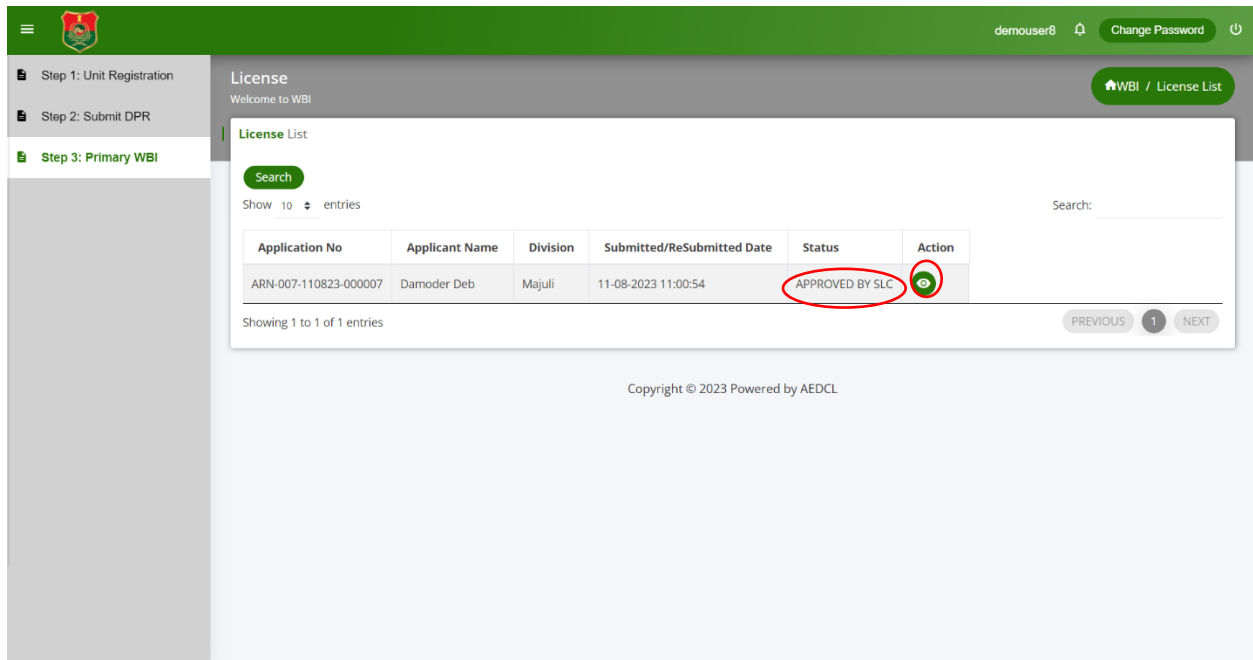 demouser8 Change Password
Step 1: Unit Registration
Step 2: Submit DPR
Step 3: Primary WBI
License
Welcome to WBI
WBI / License List
License List
Search
Show 10 entries
Search:
Application No Applicant Name Division Submitted/ReSubmitted Date Status Action
ARN-007-110823-000007 Damoder Deb Majuli 11-08-2023 11:00:54 APPROVED BY SLC
Showing 1 to 1 of 1 entries
PREVIOUS 1 NEXT
Copyright © 2023 Powered by AEDCL